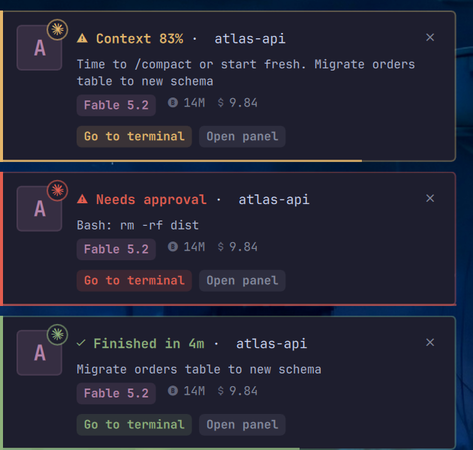 A
⚠ Context 83% · atlas-api ×
Time to /compact or start fresh. Migrate orders
table to new schema
Fable 5.2 14M $ 9.84
Go to terminal Open panel
A
⚠ Needs approval · atlas-api ×
Bash: rm -rf dist
Fable 5.2 14M $ 9.84
Go to terminal Open panel
A
✓ Finished in 4m · atlas-api ×
Migrate orders table to new schema
Fable 5.2 14M $ 9.84
Go to terminal Open panel